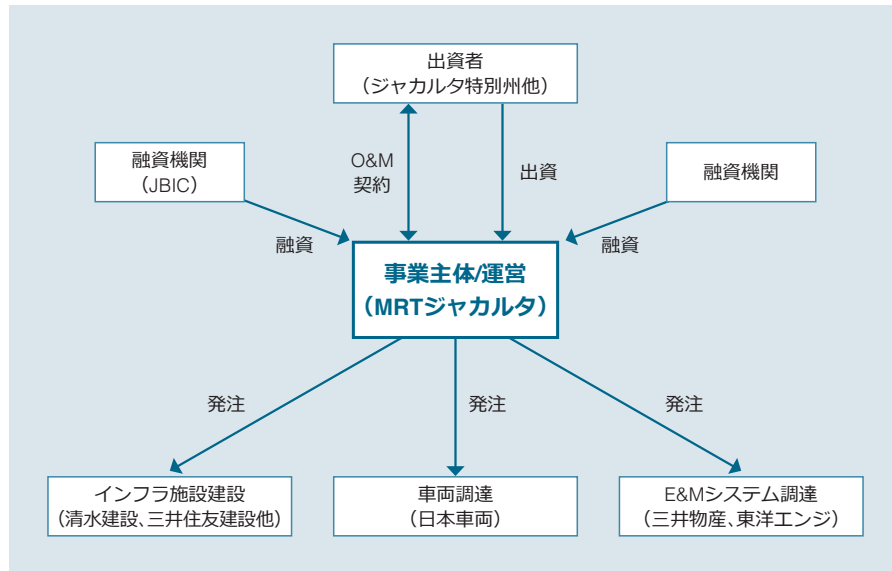 出資者
(ジャカルタ特別州他)
融資機関
(JBIC)
O&M
契約
出資
融資機関
融資
融資
事業主体/運営
(MRTジャカルタ)
発注
発注
発注
インフラ施設建設
(清水建設、三井住友建設他)
車両調達
(日本車両)
E&Mシステム調達
(三井物産、東洋エンジ)